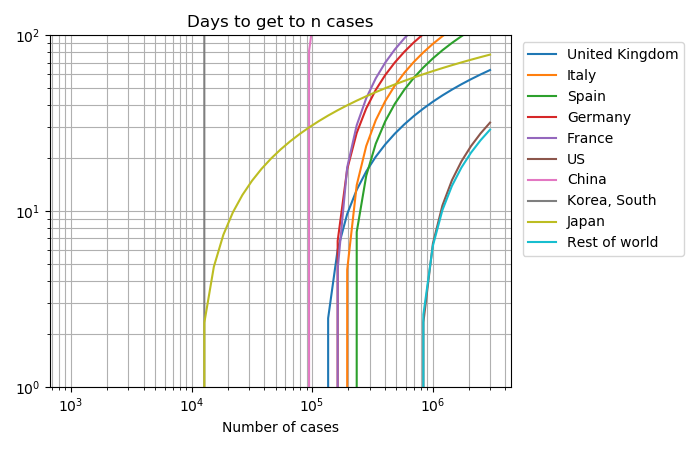 Days to get to n cases
10²
10¹
10⁰
10³
10⁴
10⁵
10⁶
Number of cases
United Kingdom
Italy
Spain
Germany
France
US
China
Korea, South
Japan
Rest of world